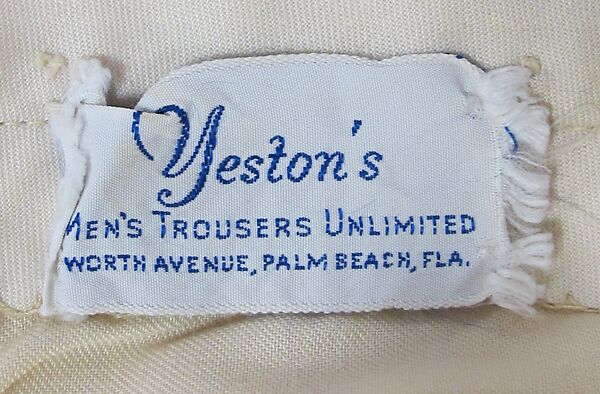 Yeston's
Men's Trousers Unlimited
Worth Avenue, Palm Beach, Fla.